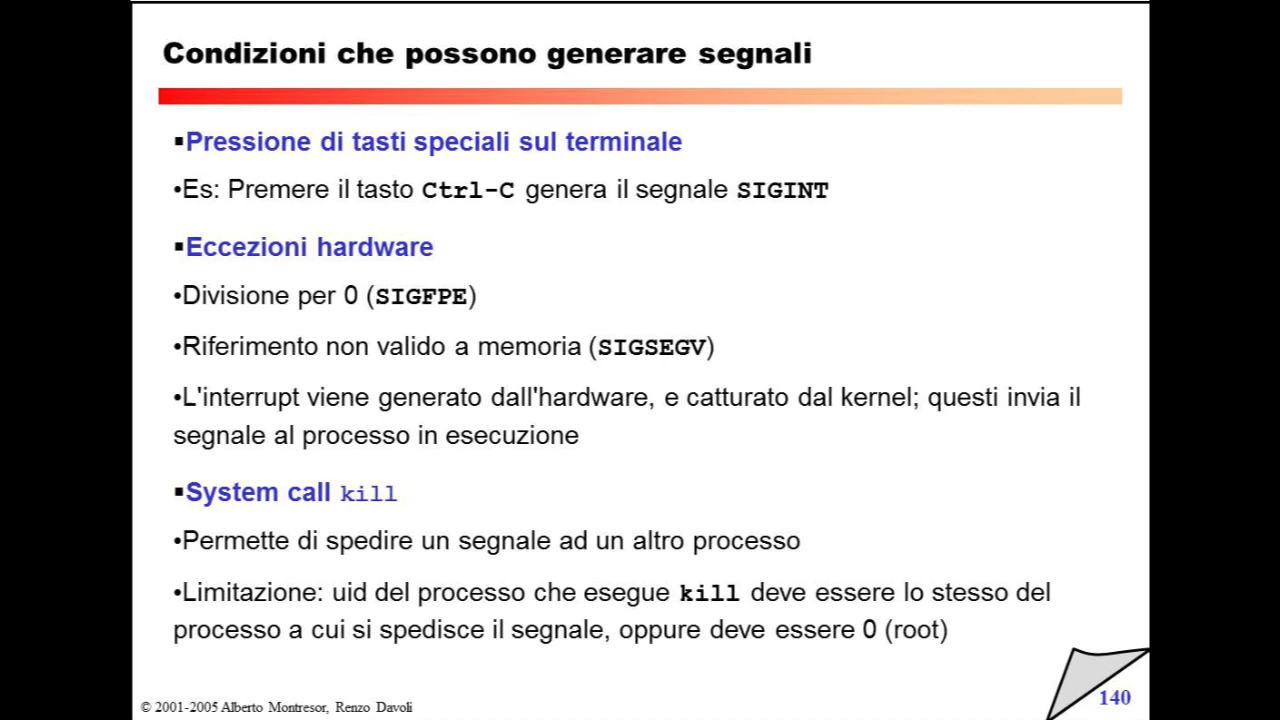 Condizioni che possono generare segnali
▪Pressione di tasti speciali sul terminale
•Es: Premere il tasto Ctrl-C genera il segnale SIGINT
▪Eccezioni hardware
•Divisione per 0 (SIGFPE)
•Riferimento non valido a memoria (SIGSEGV)
•L'interrupt viene generato dall'hardware, e catturato dal kernel; questi invia il
segnale al processo in esecuzione
▪System call kill
•Permette di spedire un segnale ad un altro processo
•Limitazione: uid del processo che esegue kill deve essere lo stesso del
processo a cui si spedisce il segnale, oppure deve essere 0 (root)
© 2001-2005 Alberto Montresor, Renzo Davoli
140